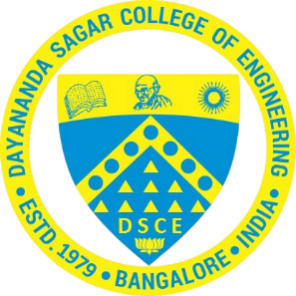 DAYANANDA SAGAR COLLEGE OF ENGINEERING
ESTD. 1979 • BANGALORE • INDIA
DSCE